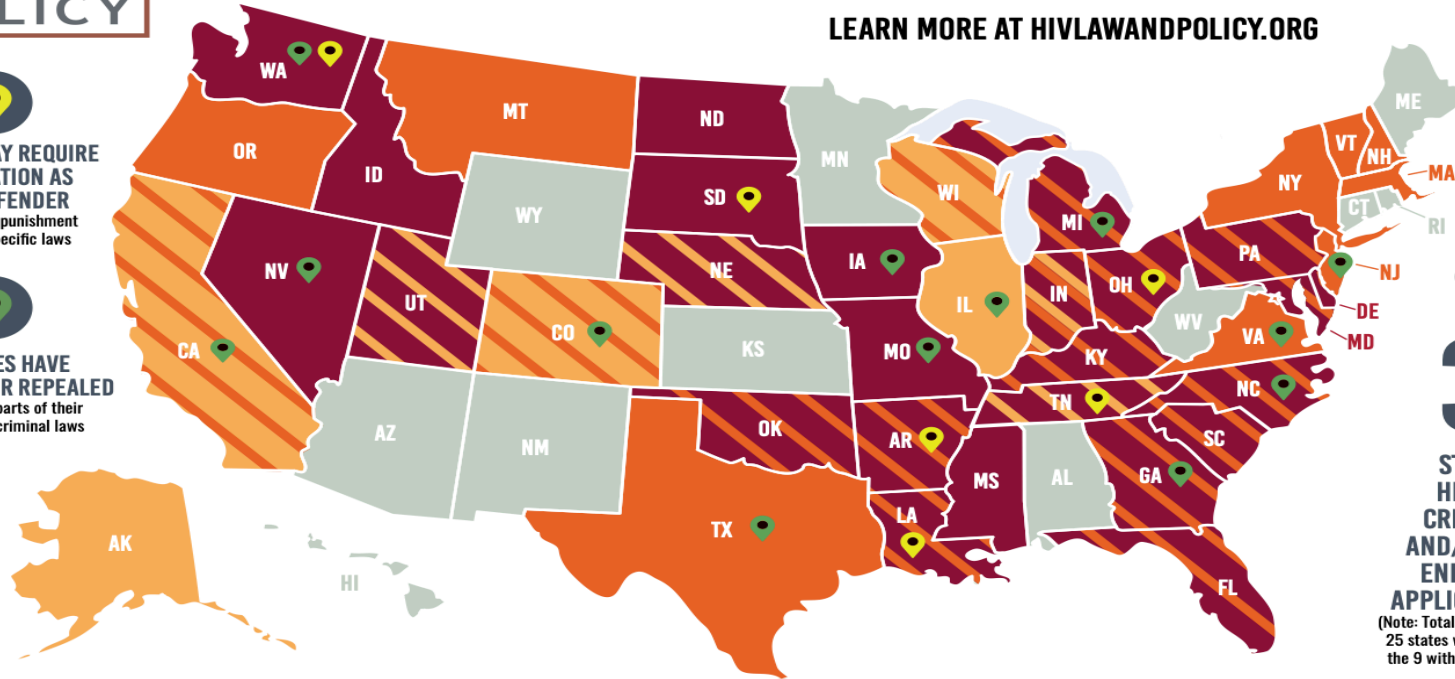 LICY
LEARN MORE AT HIVLAWANDPOLICY.ORG
AY REQUIRE
TION AS
FENDER
punishment
ecific laws
ES HAVE
R REPEALED
parts of their
criminal laws
WA
MT
ND
MN
ME
OR
ID
SD
WI
MI
VT
NH
NY
MA
CT
RI
WY
NV
UT
NE
IA
IL
IN
OH
PA
NJ
DE
MD
CA
CO
KS
MO
KY
WV
VA
AZ
NM
OK
AR
TN
NC
SC
TX
LA
MS
AL
GA
FL
AK
HI
ST
HI
CRI
AND/
EN
APPLI
(Note: Total
25 states w
the 9 with